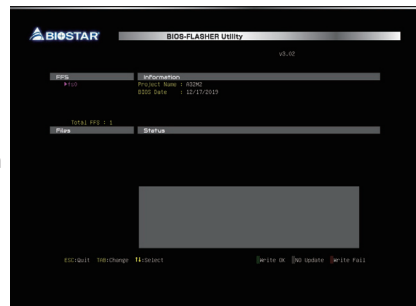 BIOSTAR
BIOS-FLASHER Utility
v3.02
FFS Information
fs0 Project Name : A32M2
BIOS Date : 12/17/2019
Total FFS : 1
Files Status
ESC:Quit TAB:Change ↑↓:Select Write OK NO Update Write Fail